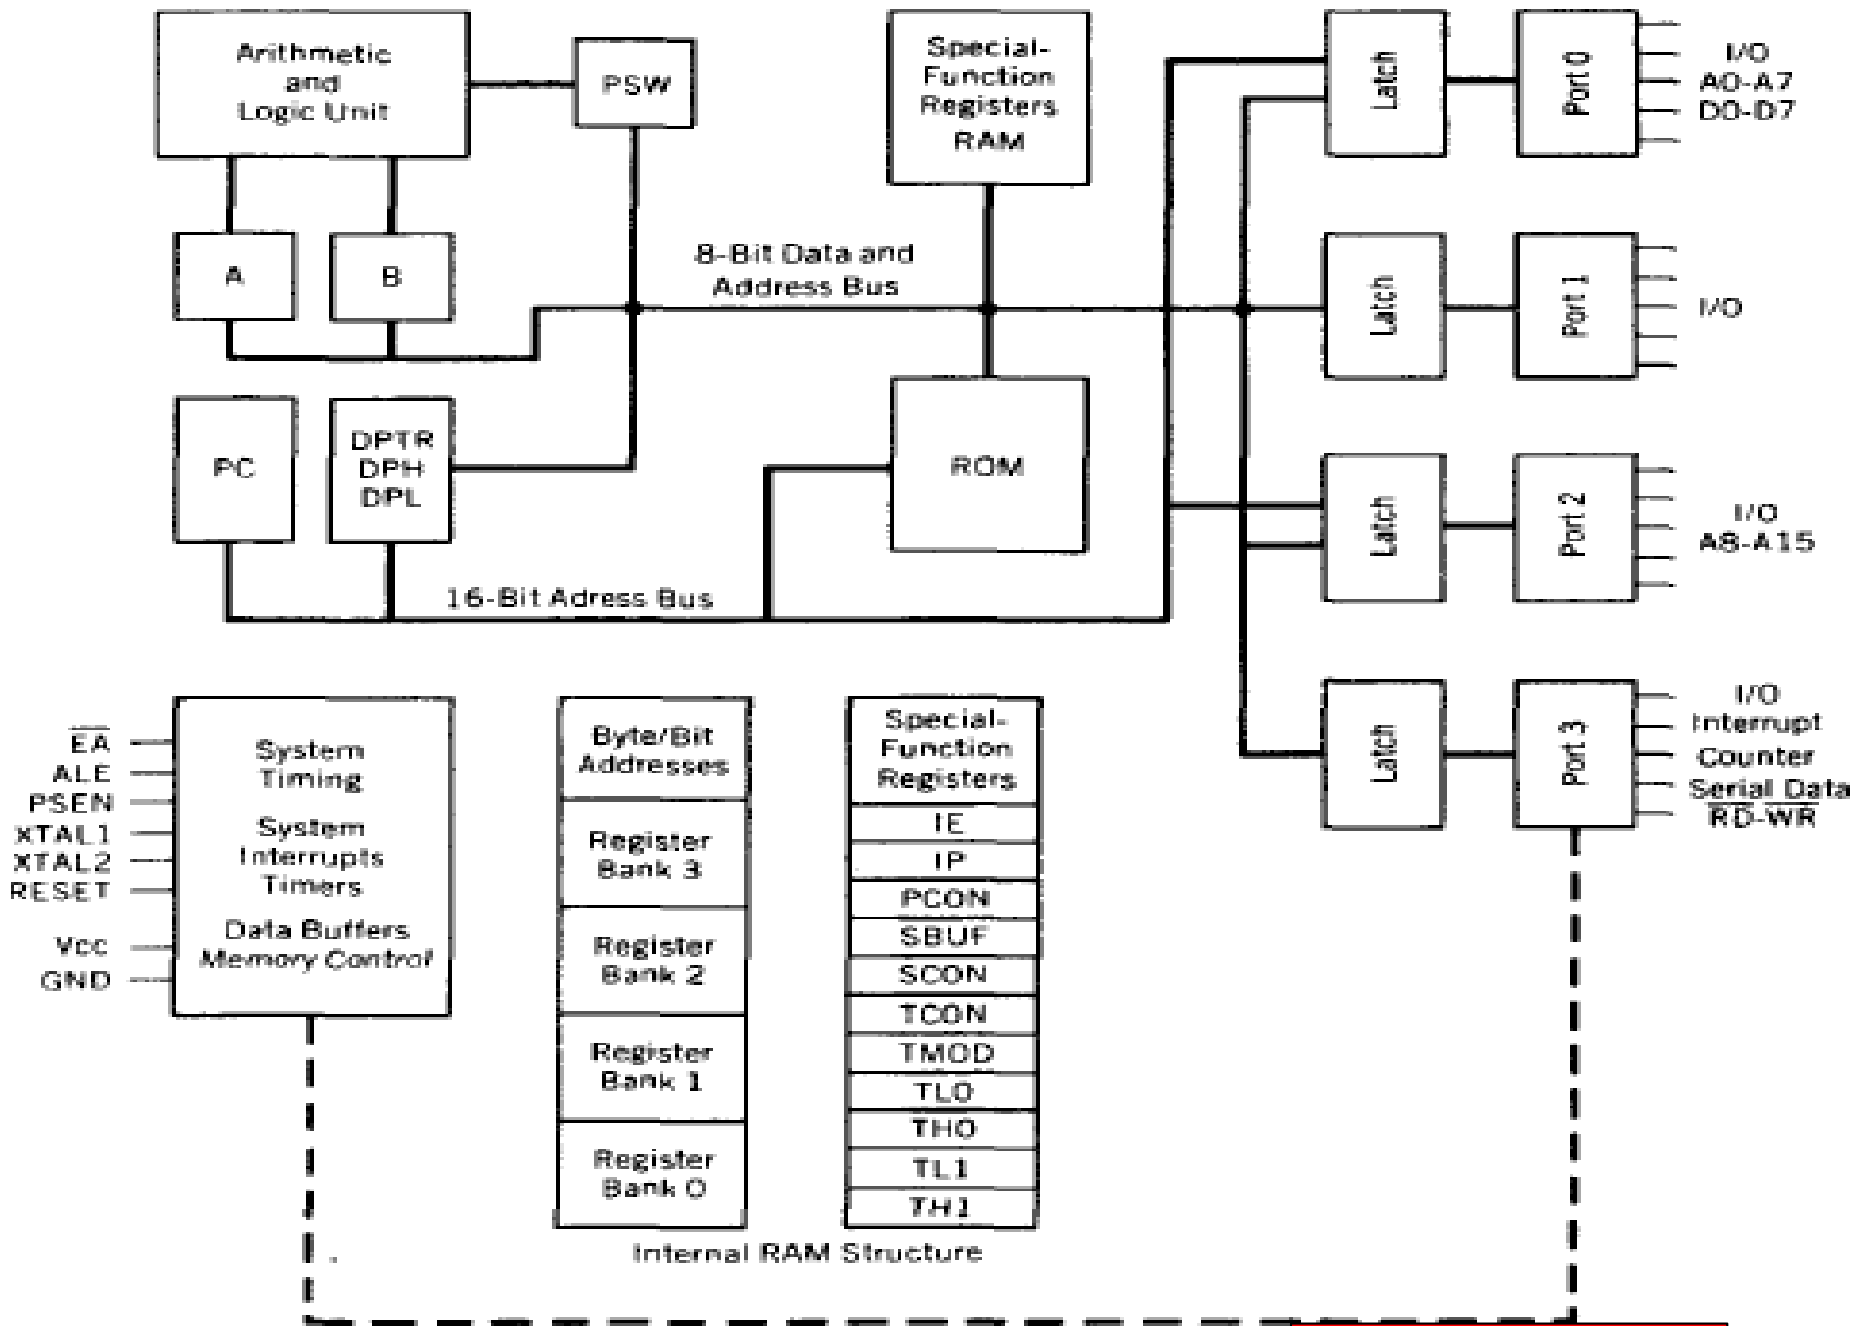 Arithmetic
and
Logic Unit
PSW
Special-
Function
Registers
RAM
Latch
Port 0
I/O
A0-A7
D0-D7
A
B
8-Bit Data and
Address Bus
Latch
Port 1
I/O
PC
DPTR
DPH
DPL
ROM
Latch
Port 2
I/O
A8-A15
16-Bit Adress Bus
Latch
Port 3
I/O
Interrupt
Counter
Serial Data
RD-WR
EA
ALE
PSEN
XTAL1
XTAL2
RESET
Vcc
GND
System
Timing
System
Interrupts
Timers
Data Buffers
Memory Control
Byte/Bit
Addresses
Register
Bank 3
Register
Bank 2
Register
Bank 1
Register
Bank 0
Special-
Function
Registers
IE
IP
PCON
SBUF
SCON
TCON
TMOD
TL0
TH0
TL1
TH1
Internal RAM Structure